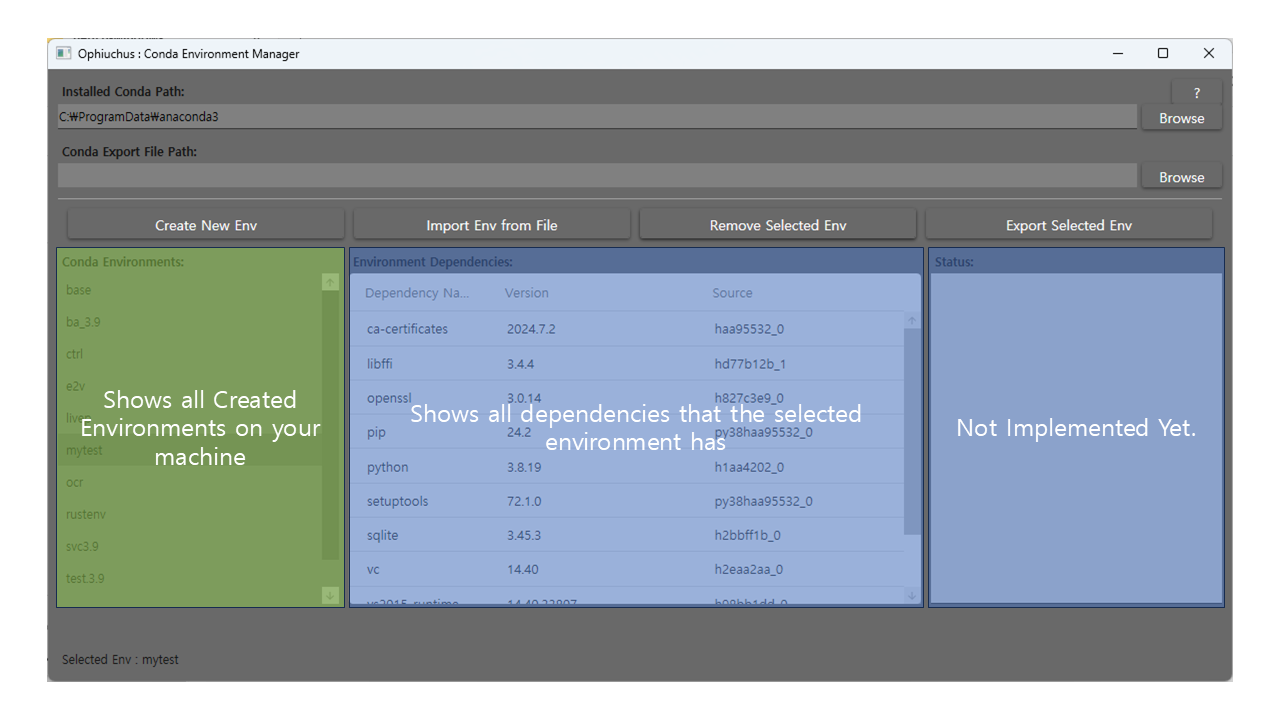 Ophiuchus : Conda Environment Manager
Installed Conda Path:
?
C:₩ProgramData₩anaconda3
Browse
Conda Export File Path:
Browse
Create New Env
Import Env from File
Remove Selected Env
Export Selected Env
Conda Environments:
base
ba_3.9
ctrl
e2v
mytest
ocr
rustenv
svc3.9
test.3.9
Shows all Created
Environments on your
machine
Environment Dependencies:
Dependency Na... Version Source
ca-certificates 2024.7.2 haa95532_0
libffi 3.4.4 hd77b12b_1
openssl 3.0.14 h827c3e9_0
pip 24.2 py38haa95532_0
python 3.8.19 h1aa4202_0
setuptools 72.1.0 py38haa95532_0
sqlite 3.45.3 h2bbff1b_0
vc 14.40 h2eaa2aa_0
vs2015_runtime
Shows all dependencies that the selected
environment has
Status:
Not Implemented Yet.
Selected Env : mytest